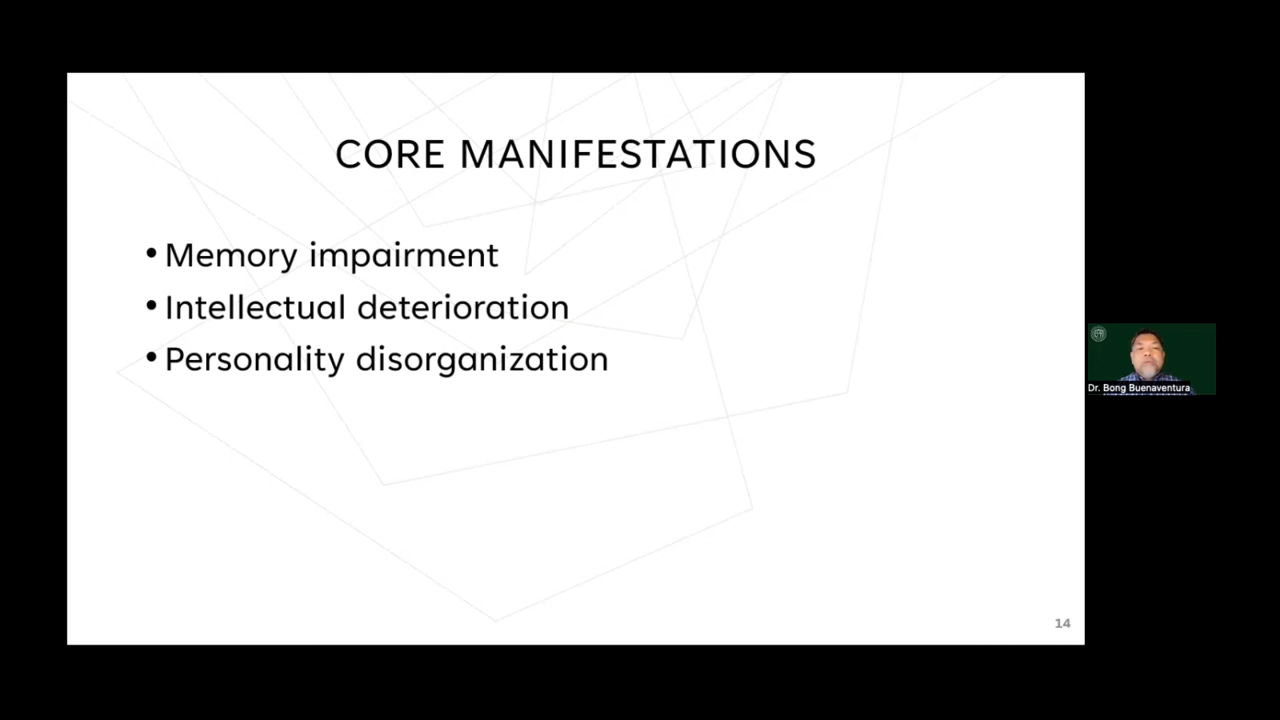 CORE MANIFESTATIONS
• Memory impairment
• Intellectual deterioration
• Personality disorganization
Dr. Bong Buenaventura
14